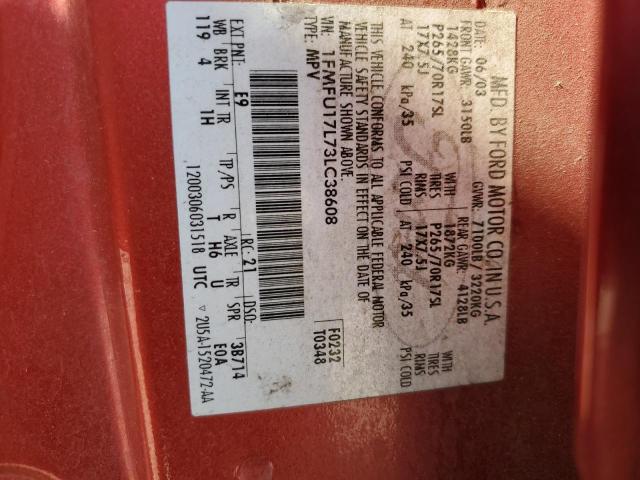 MFD. BY FORD MOTOR CO. IN U.S.A.
DATE: 06/03 GVWR: 7100LB/3220KG
FRONT GAWR: 3150LB REAR GAWR: 4128LB
1428KG WITH 1872KG WITH
P265/70R17SL TIRES P265/70R17SL TIRES
17X7.5J RIMS 17X7.5J RIMS
AT 240 kPa/35 PSI COLD AT 240 kPa/35 PSI COLD
THIS VEHICLE CONFORMS TO ALL APPLICABLE FEDERAL MOTOR
VEHICLE SAFETY STANDARDS IN EFFECT ON THE DATE OF
MANUFACTURE SHOWN ABOVE.
VIN: 1FMFU17L73LC38608 F0232
TYPE: MPV T0348
EXT PNT: E9 RC: 21 DSO:
WB BRK INT TR TP/PS R AXLE TR SPR 3B714
119 4 1H T H6 U E0A
1200306031518 UTC ▽ 2U5A-1520472-AA